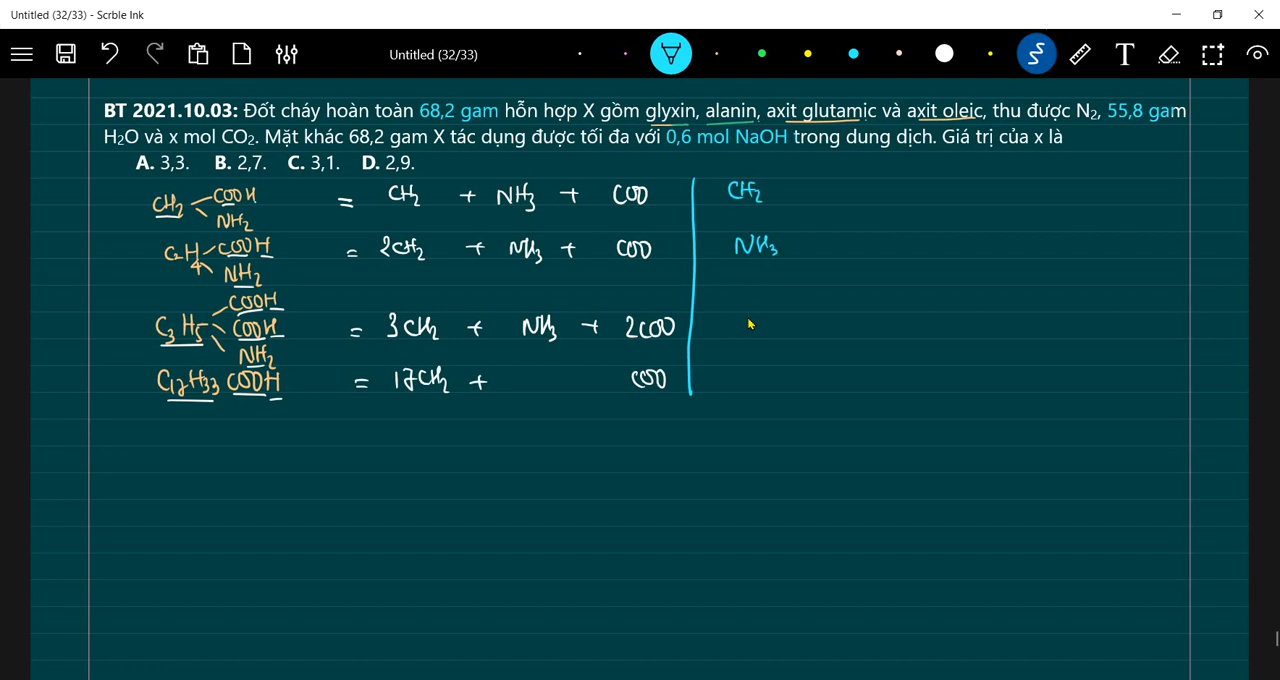 Untitled (32/33) - Scrble Ink
Untitled (32/33)
T
BT 2021.10.03: Đốt cháy hoàn toàn 68,2 gam hỗn hợp X gồm glyxin, alanin, axit glutamic và axit oleic, thu được N₂, 55,8 gam
H₂O và x mol CO₂. Mặt khác 68,2 gam X tác dụng được tối đa với 0,6 mol NaOH trong dung dịch. Giá trị của x là
A. 3,3. B. 2,7. C. 3,1. D. 2,9.
CH₂ COOH NH₂ = CH₂ + NH₃ + COO
C₂H₄ COOH NH₂ = 2CH₂ + NH₃ + COO
C₃H₅ COOH COOH NH₂ = 3CH₂ + NH₃ + 2COO
C₁₇H₃₃ COOH = 17CH₂ + COO
CH₂
NH₃